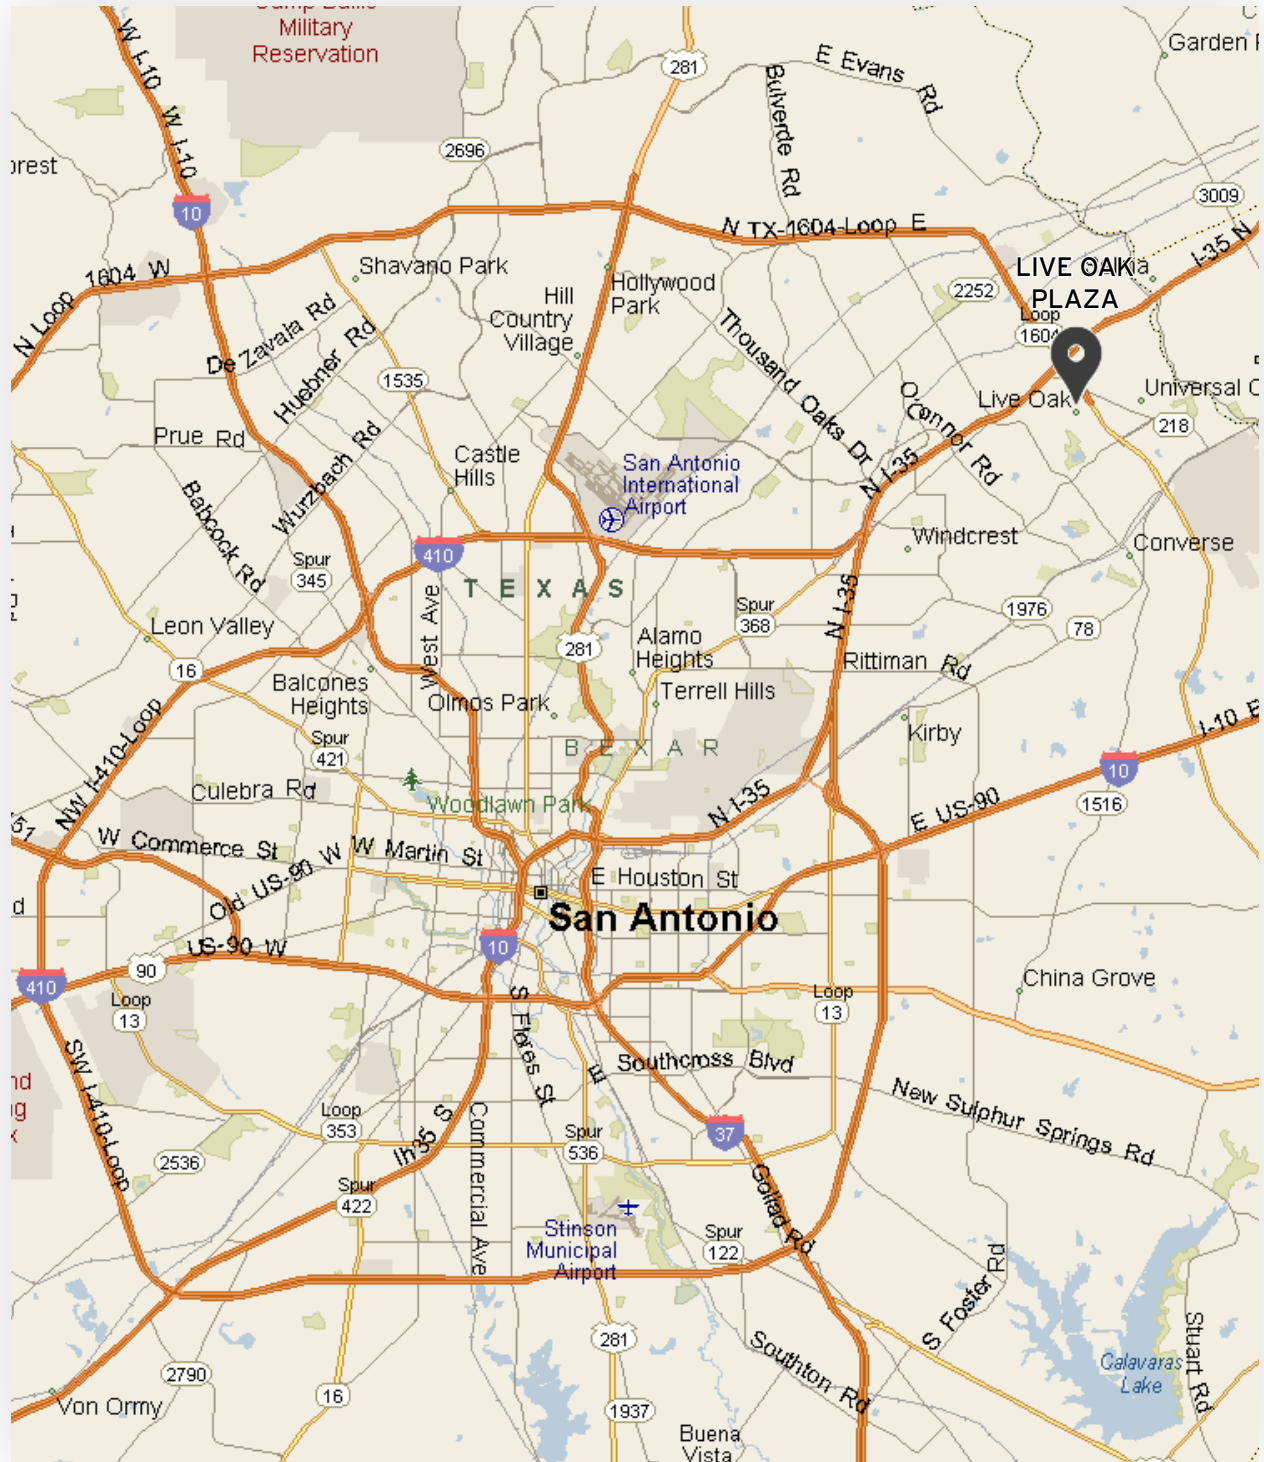 Military
Reservation
W I-10
W I-10
281
E Evans Rd
Bulverde Rd
Garden
2696
3009
10
N TX-1604-Loop E
I-35 N
1604 W
N Loop
Shavano Park
Hollywood
Park
Hill
Country
Village
2252
LIVE OAK
PLAZA
Loop
1604
De Zavala Rd
Huebner Rd
1535
Thousand Oaks Dr
O'Connor Rd
Live Oak
Universal C
218
Prue Rd
Wurzbach Rd
Babcock Rd
Castle
Hills
San Antonio
International
Airport
N I-35
Windcrest
Converse
410
Spur
345
TEXAS
West Ave
N I-35
Spur
368
1976
78
Leon Valley
16
281
Alamo
Heights
Rittiman Rd
Balcones
Heights
Olmos Park
Terrell Hills
NW I-410-Loop
Spur
421
BEXAR
Kirby
I-10 E
10
Culebra Rd
Woodlawn Park
N I-35
E US-90
1516
W Commerce St
Old US-90 W
W Martin St
E Houston St
San Antonio
US-90 W
10
90
410
Loop
13
S Flores St
China Grove
Loop
13
SW I-410-Loop
E
Southcross Blvd
New Sulphur Springs Rd
Loop
353
Ih 35 S
Commercial Ave
37
Spur
536
2536
Spur
422
Goliad Rd
Stinson
Municipal
Airport
Spur
122
S Foster Rd
281
Southton Rd
Stuart Rd
Calavaras
Lake
2790
16
Von Ormy
1937
Buena
Vista